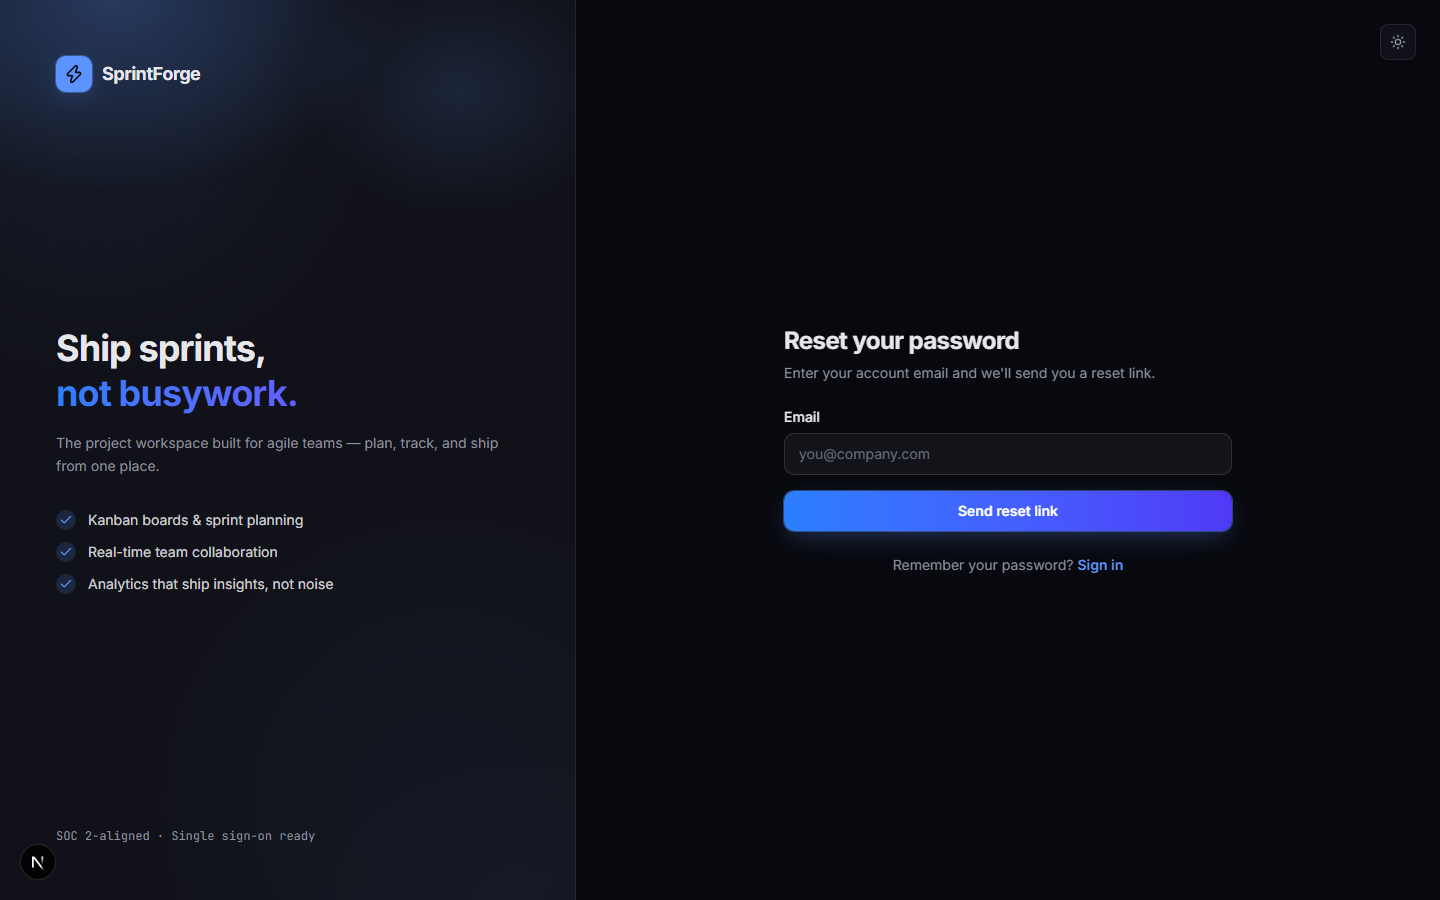 SprintForge
Ship sprints,
not busywork.
The project workspace built for agile teams — plan, track, and ship
from one place.
Kanban boards & sprint planning
Real-time team collaboration
Analytics that ship insights, not noise
SOC 2-aligned · Single sign-on ready
N
Reset your password
Enter your account email and we'll send you a reset link.
Email
you@company.com
Send reset link
Remember your password? Sign in